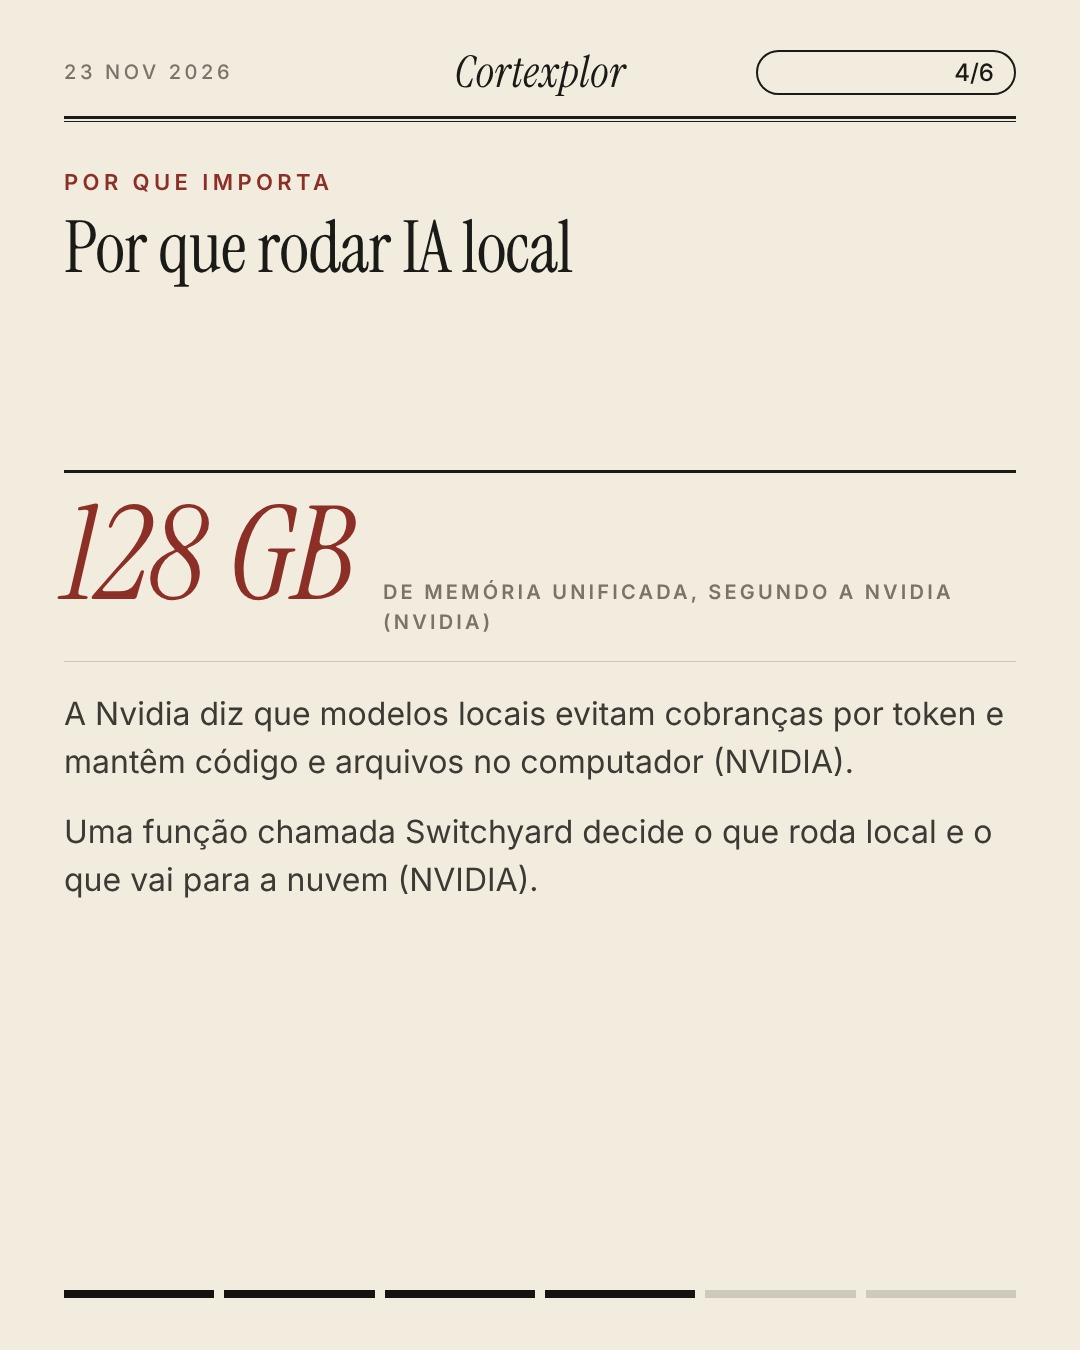 23 NOV 2026
Cortexplor
4/6
POR QUE IMPORTA
Por que rodar IA local
128 GB
DE MEMÓRIA UNIFICADA, SEGUNDO A NVIDIA
(NVIDIA)
A Nvidia diz que modelos locais evitam cobranças por token e
mantêm código e arquivos no computador (NVIDIA).
Uma função chamada Switchyard decide o que roda local e o
que vai para a nuvem (NVIDIA).